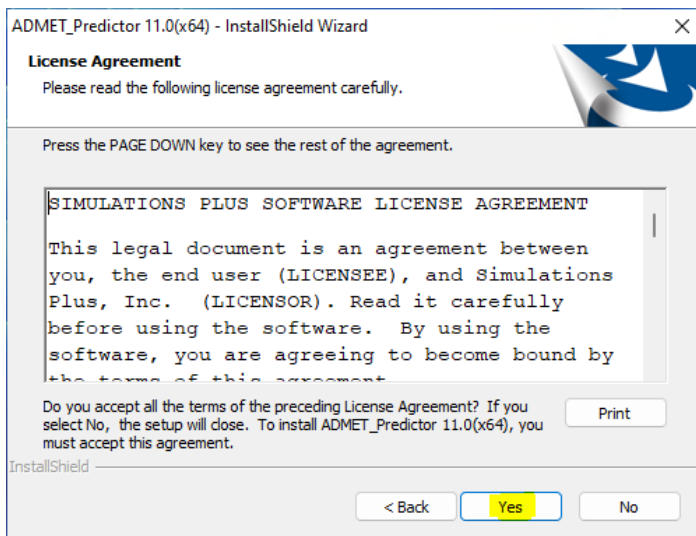 ADMET_Predictor 11.0(x64) - InstallShield Wizard
License Agreement
Please read the following license agreement carefully.
Press the PAGE DOWN key to see the rest of the agreement.
SIMULATIONS PLUS SOFTWARE LICENSE AGREEMENT
This legal document is an agreement between
you, the end user (LICENSEE), and Simulations
Plus, Inc.  (LICENSOR). Read it carefully
before using the software.  By using the
software, you are agreeing to become bound by
the terms of this agreement
Do you accept all the terms of the preceding License Agreement?  If you
select No,  the setup will close.  To install ADMET_Predictor 11.0(x64), you
must accept this agreement.
Print
InstallShield
< Back
Yes
No